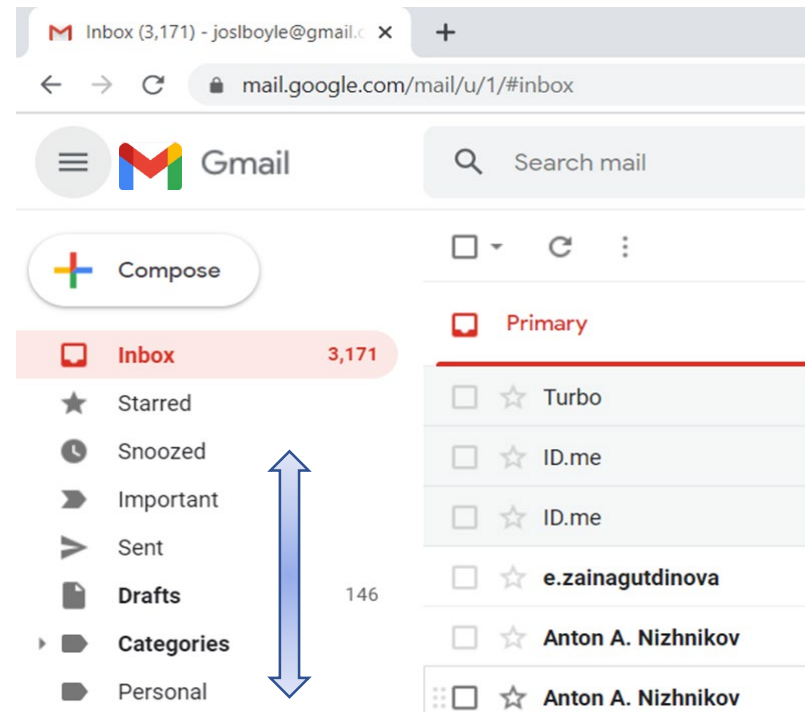 Inbox (3,171) - joslboyle@gmail.c
mail.google.com/mail/u/1/#inbox
Gmail
Search mail
Compose
Primary
Inbox 3,171
Starred
Snoozed
Important
Sent
Drafts 146
Categories
Personal
Turbo
ID.me
ID.me
e.zainagutdinova
Anton A. Nizhnikov
Anton A. Nizhnikov